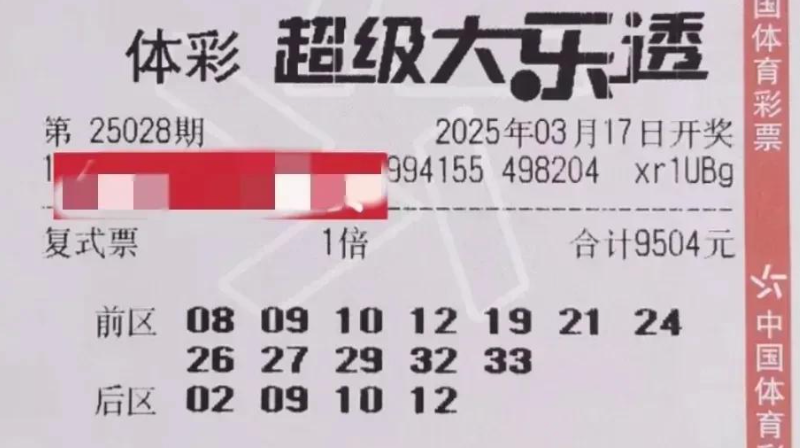 体彩 超级大乐透
第 25028期 2025年03月17日开奖
994155 498204 xr1UBg
复式票 1倍 合计9504元
前区 08 09 10 12 19 21 24
26 27 29 32 33
后区 02 09 10 12
国体育彩票
中国体育